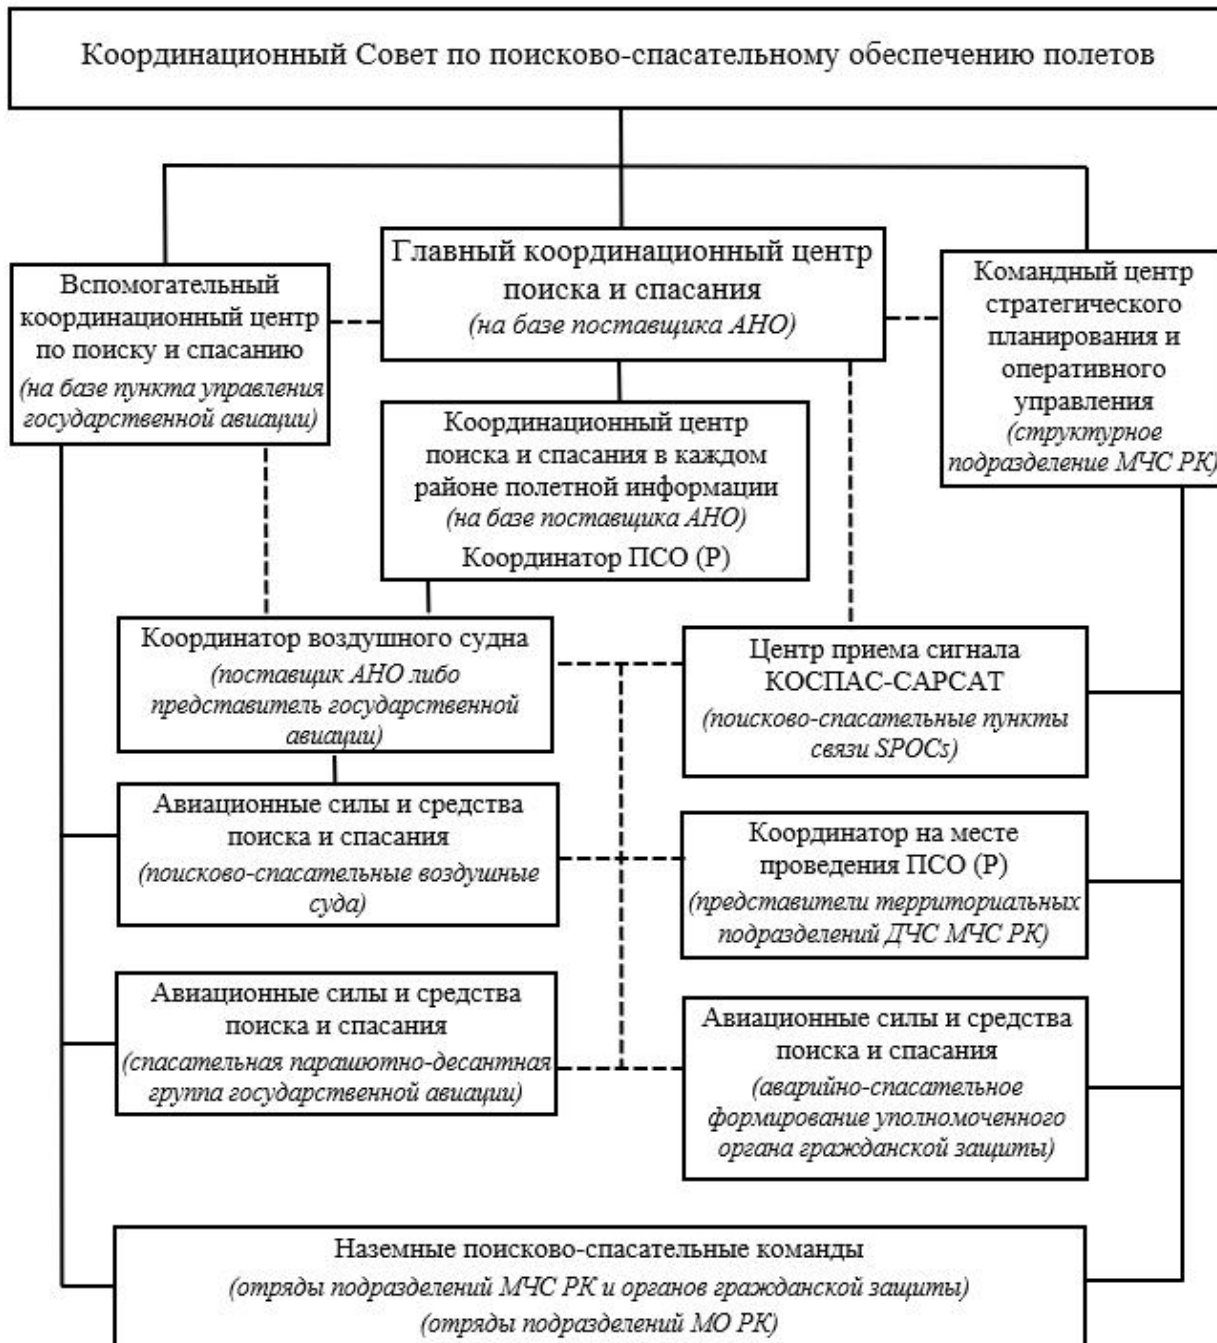 Координационный Совет по поисково-спасательному обеспечению полетов
Вспомогательный
координационный центр
по поиску и спасанию
(на базе пункта управления
государственной авиации)
Главный координационный центр
поиска и спасания
(на базе поставщика АНО)
Командный центр
стратегического
планирования и
оперативного
управления
(структурное
подразделение МЧС РК)
Координационный центр
поиска и спасания в каждом
районе полетной информации
(на базе поставщика АНО)
Координатор ПСО (Р)
Координатор воздушного судна
(поставщик АНО либо
представитель государственной
авиации)
Центр приема сигнала
КОСПАС-САРСАТ
(поисково-спасательные пункты
связи SPOCs)
Авиационные силы и средства
поиска и спасания
(поисково-спасательные воздушные
суда)
Координатор на месте
проведения ПСО (Р)
(представители территориальных
подразделений ДЧС МЧС РК)
Авиационные силы и средства
поиска и спасания
(спасательная парашютно-десантная
группа государственной авиации)
Авиационные силы и средства
поиска и спасания
(аварийно-спасательное
формирование уполномоченного
органа гражданской защиты)
Наземные поисково-спасательные команды
(отряды подразделений МЧС РК и органов гражданской защиты)
(отряды подразделений МО РК)